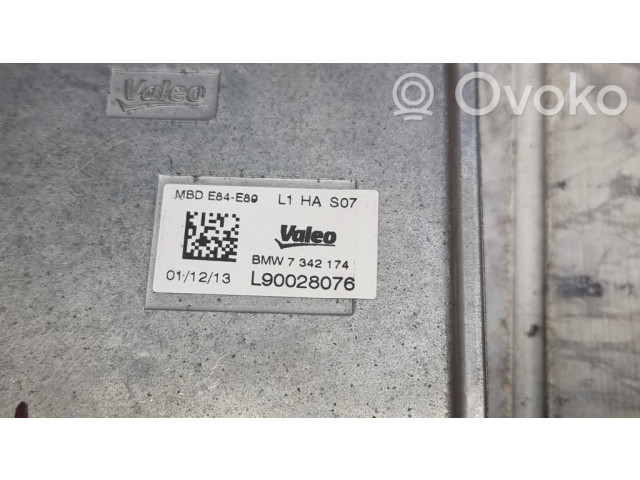 Valeo
Ovoko
MBD E84-E89 L1 HA S07
Valeo
BMW 7 342 174
01/12/13 L90028076